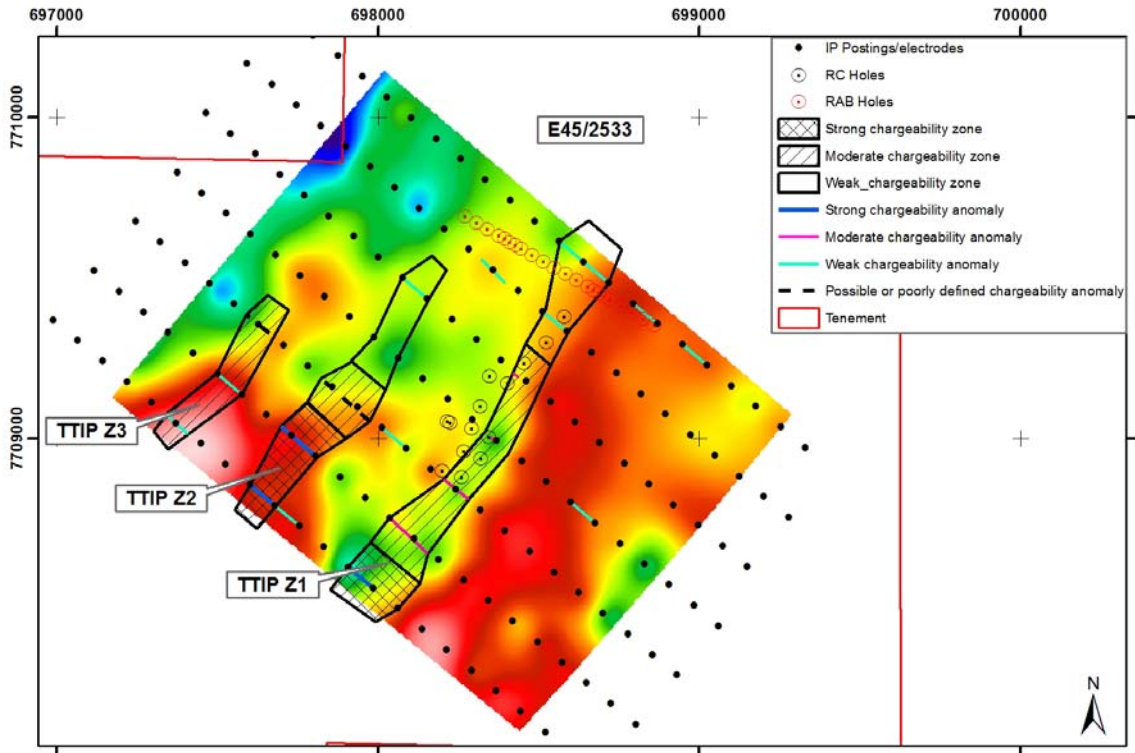 697000
698000
699000
700000
7710000
7709000
E45/2533
IP Postings/electrodes
RC Holes
RAB Holes
Strong chargeability zone
Moderate chargeability zone
Weak_chargeability zone
Strong chargeability anomaly
Moderate chargeability anomaly
Weak chargeability anomaly
Possible or poorly defined chargeability anomaly
Tenement
TTIP Z3
TTIP Z2
TTIP Z1
N